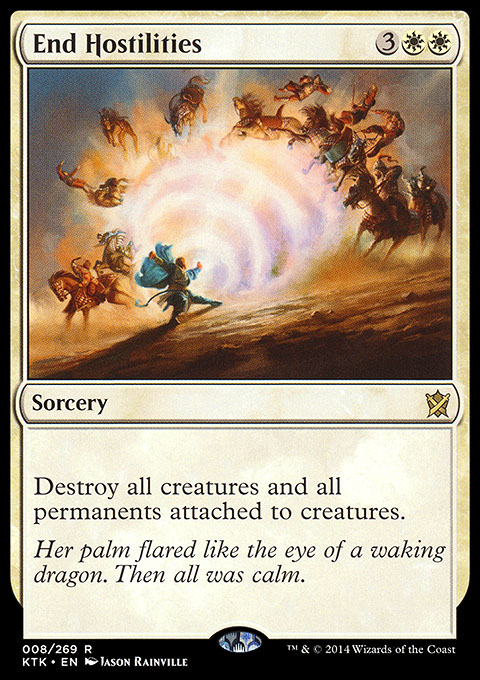 End Hostilities 3
Sorcery
Destroy all creatures and all
permanents attached to creatures.
Her palm flared like the eye of a waking
dragon. Then all was calm.
008/269 R
KTK • EN Jason Rainville
™ & © 2014 Wizards of the Coast